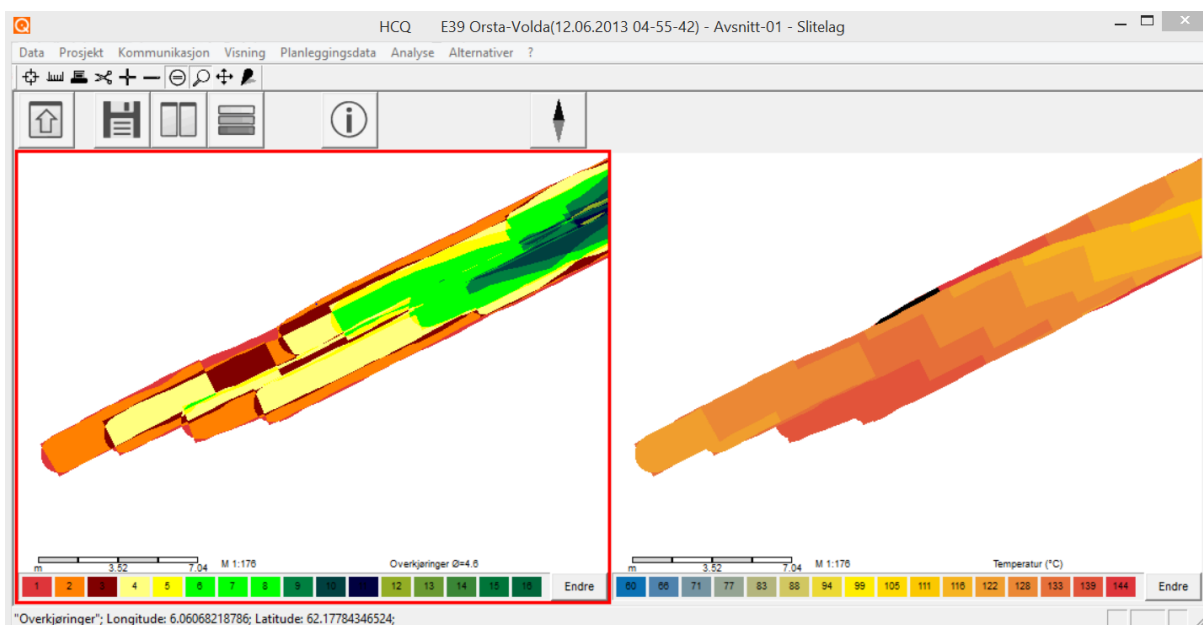 HCQ E39 Orsta-Volda(12.06.2013 04-55-42) - Avsnitt-01 - Slitelag
Data Prosjekt Kommunikasjon Visning Planleggingsdata Analyse Alternativer ?
m 3.52 7.04 M 1:176 Overkjøringer Ø=4.6
m 3.52 7.04 M 1:176 Temperatur (°C)
1 2 3 4 5 6 7 8 9 10 12 13 14 15 16 Endre
60 66 71 77 83 88 94 99 105 111 116 122 128 133 139 144 Endre
"Overkjøringer"; Longitude: 6.06068218786; Latitude: 62.17784346524;